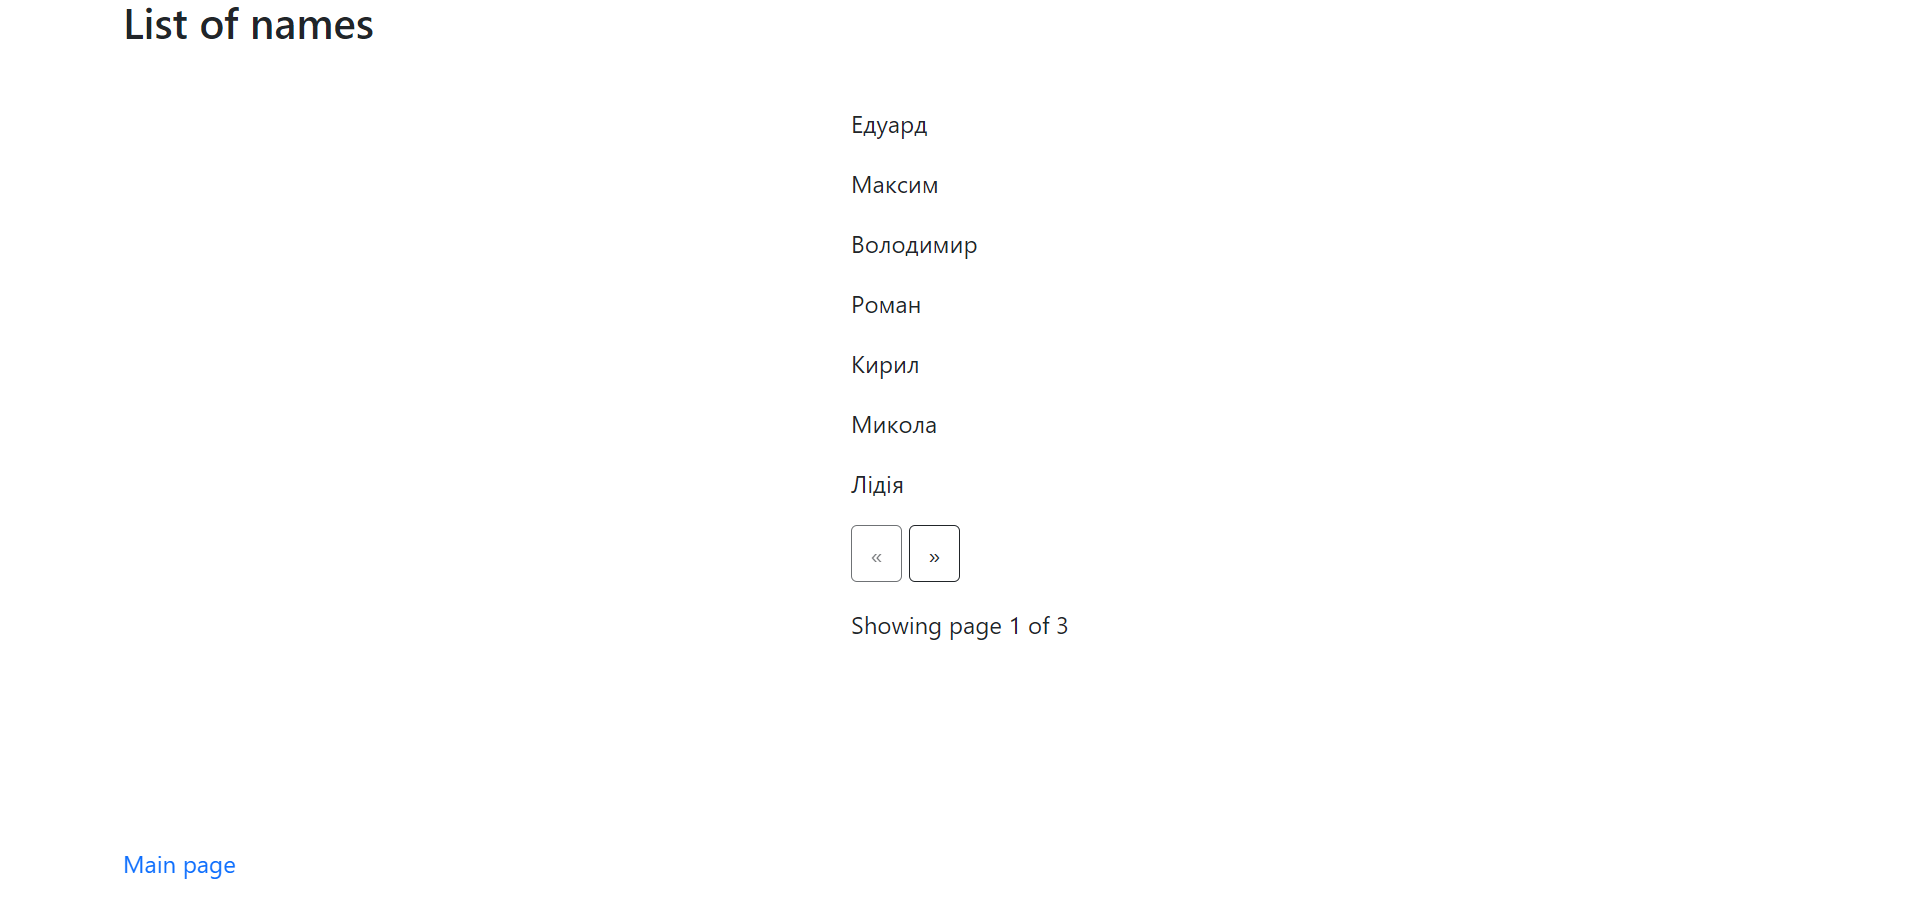 List of names
Едуард
Максим
Володимир
Роман
Кирил
Микола
Лідія
« »
Showing page 1 of 3
Main page